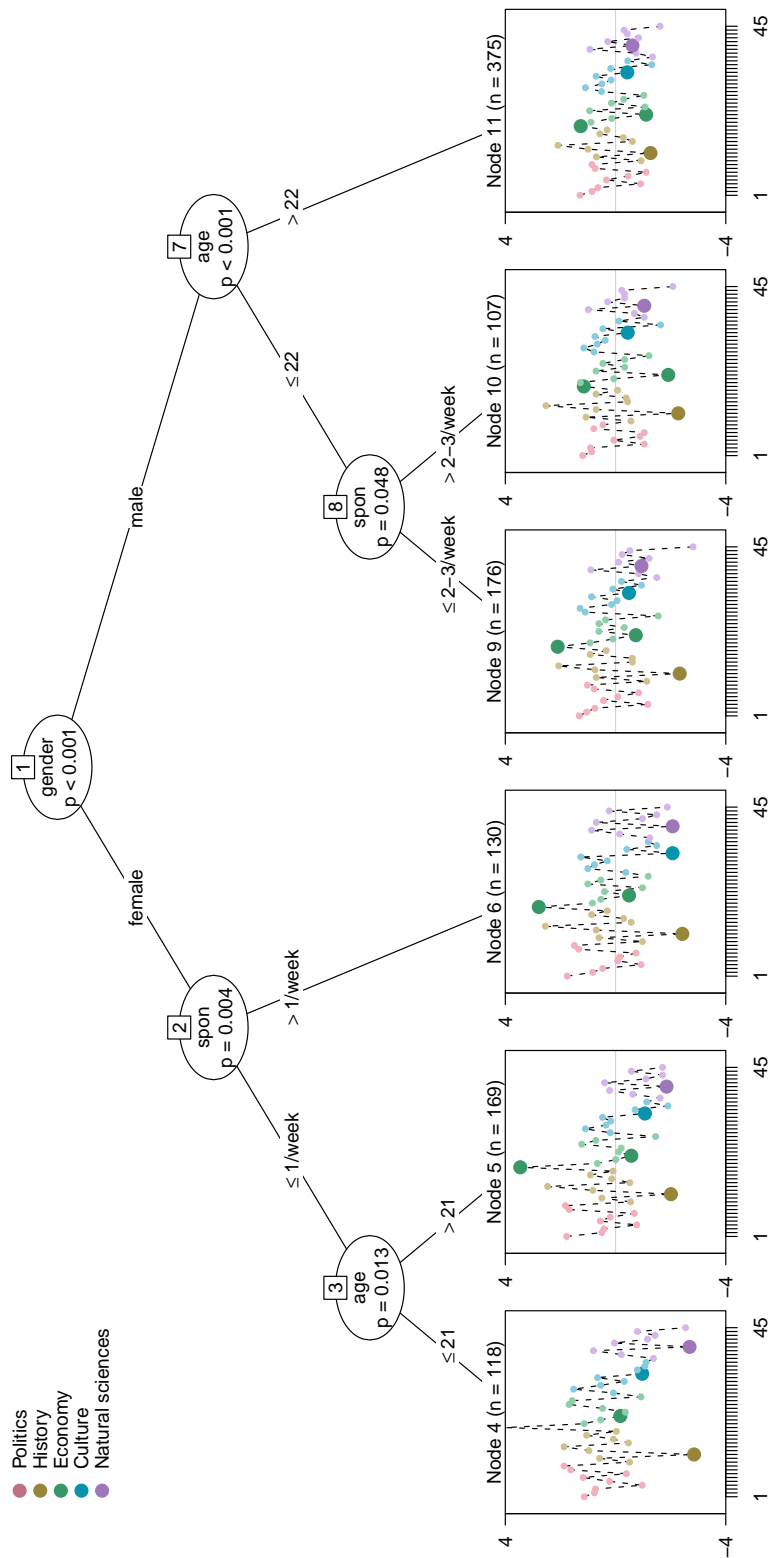 Politics
History
Economy
Culture
Natural sciences
1
gender
p < 0.001
female
male
2
spon
p = 0.004
7
age
p < 0.001
≤ 1/week
> 1/week
≤ 22
> 22
3
age
p = 0.013
8
spon
p = 0.048
≤ 21
> 21
≤ 2−3/week
> 2−3/week
Node 4 (n = 118)
4
−4
1
45
Node 5 (n = 169)
4
−4
1
45
Node 6 (n = 130)
4
−4
1
45
Node 9 (n = 176)
4
−4
1
45
Node 10 (n = 107)
4
−4
1
45
Node 11 (n = 375)
4
−4
1
45